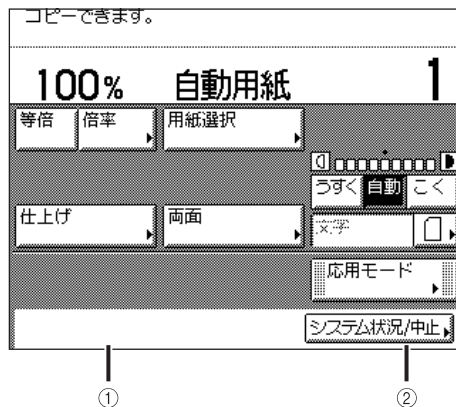 コピーできます。
100% 自動用紙 1
等倍 倍率 用紙選択
うすく 自動 こく
仕上げ 両面 文字
応用モード
システム状況/中止
① ②